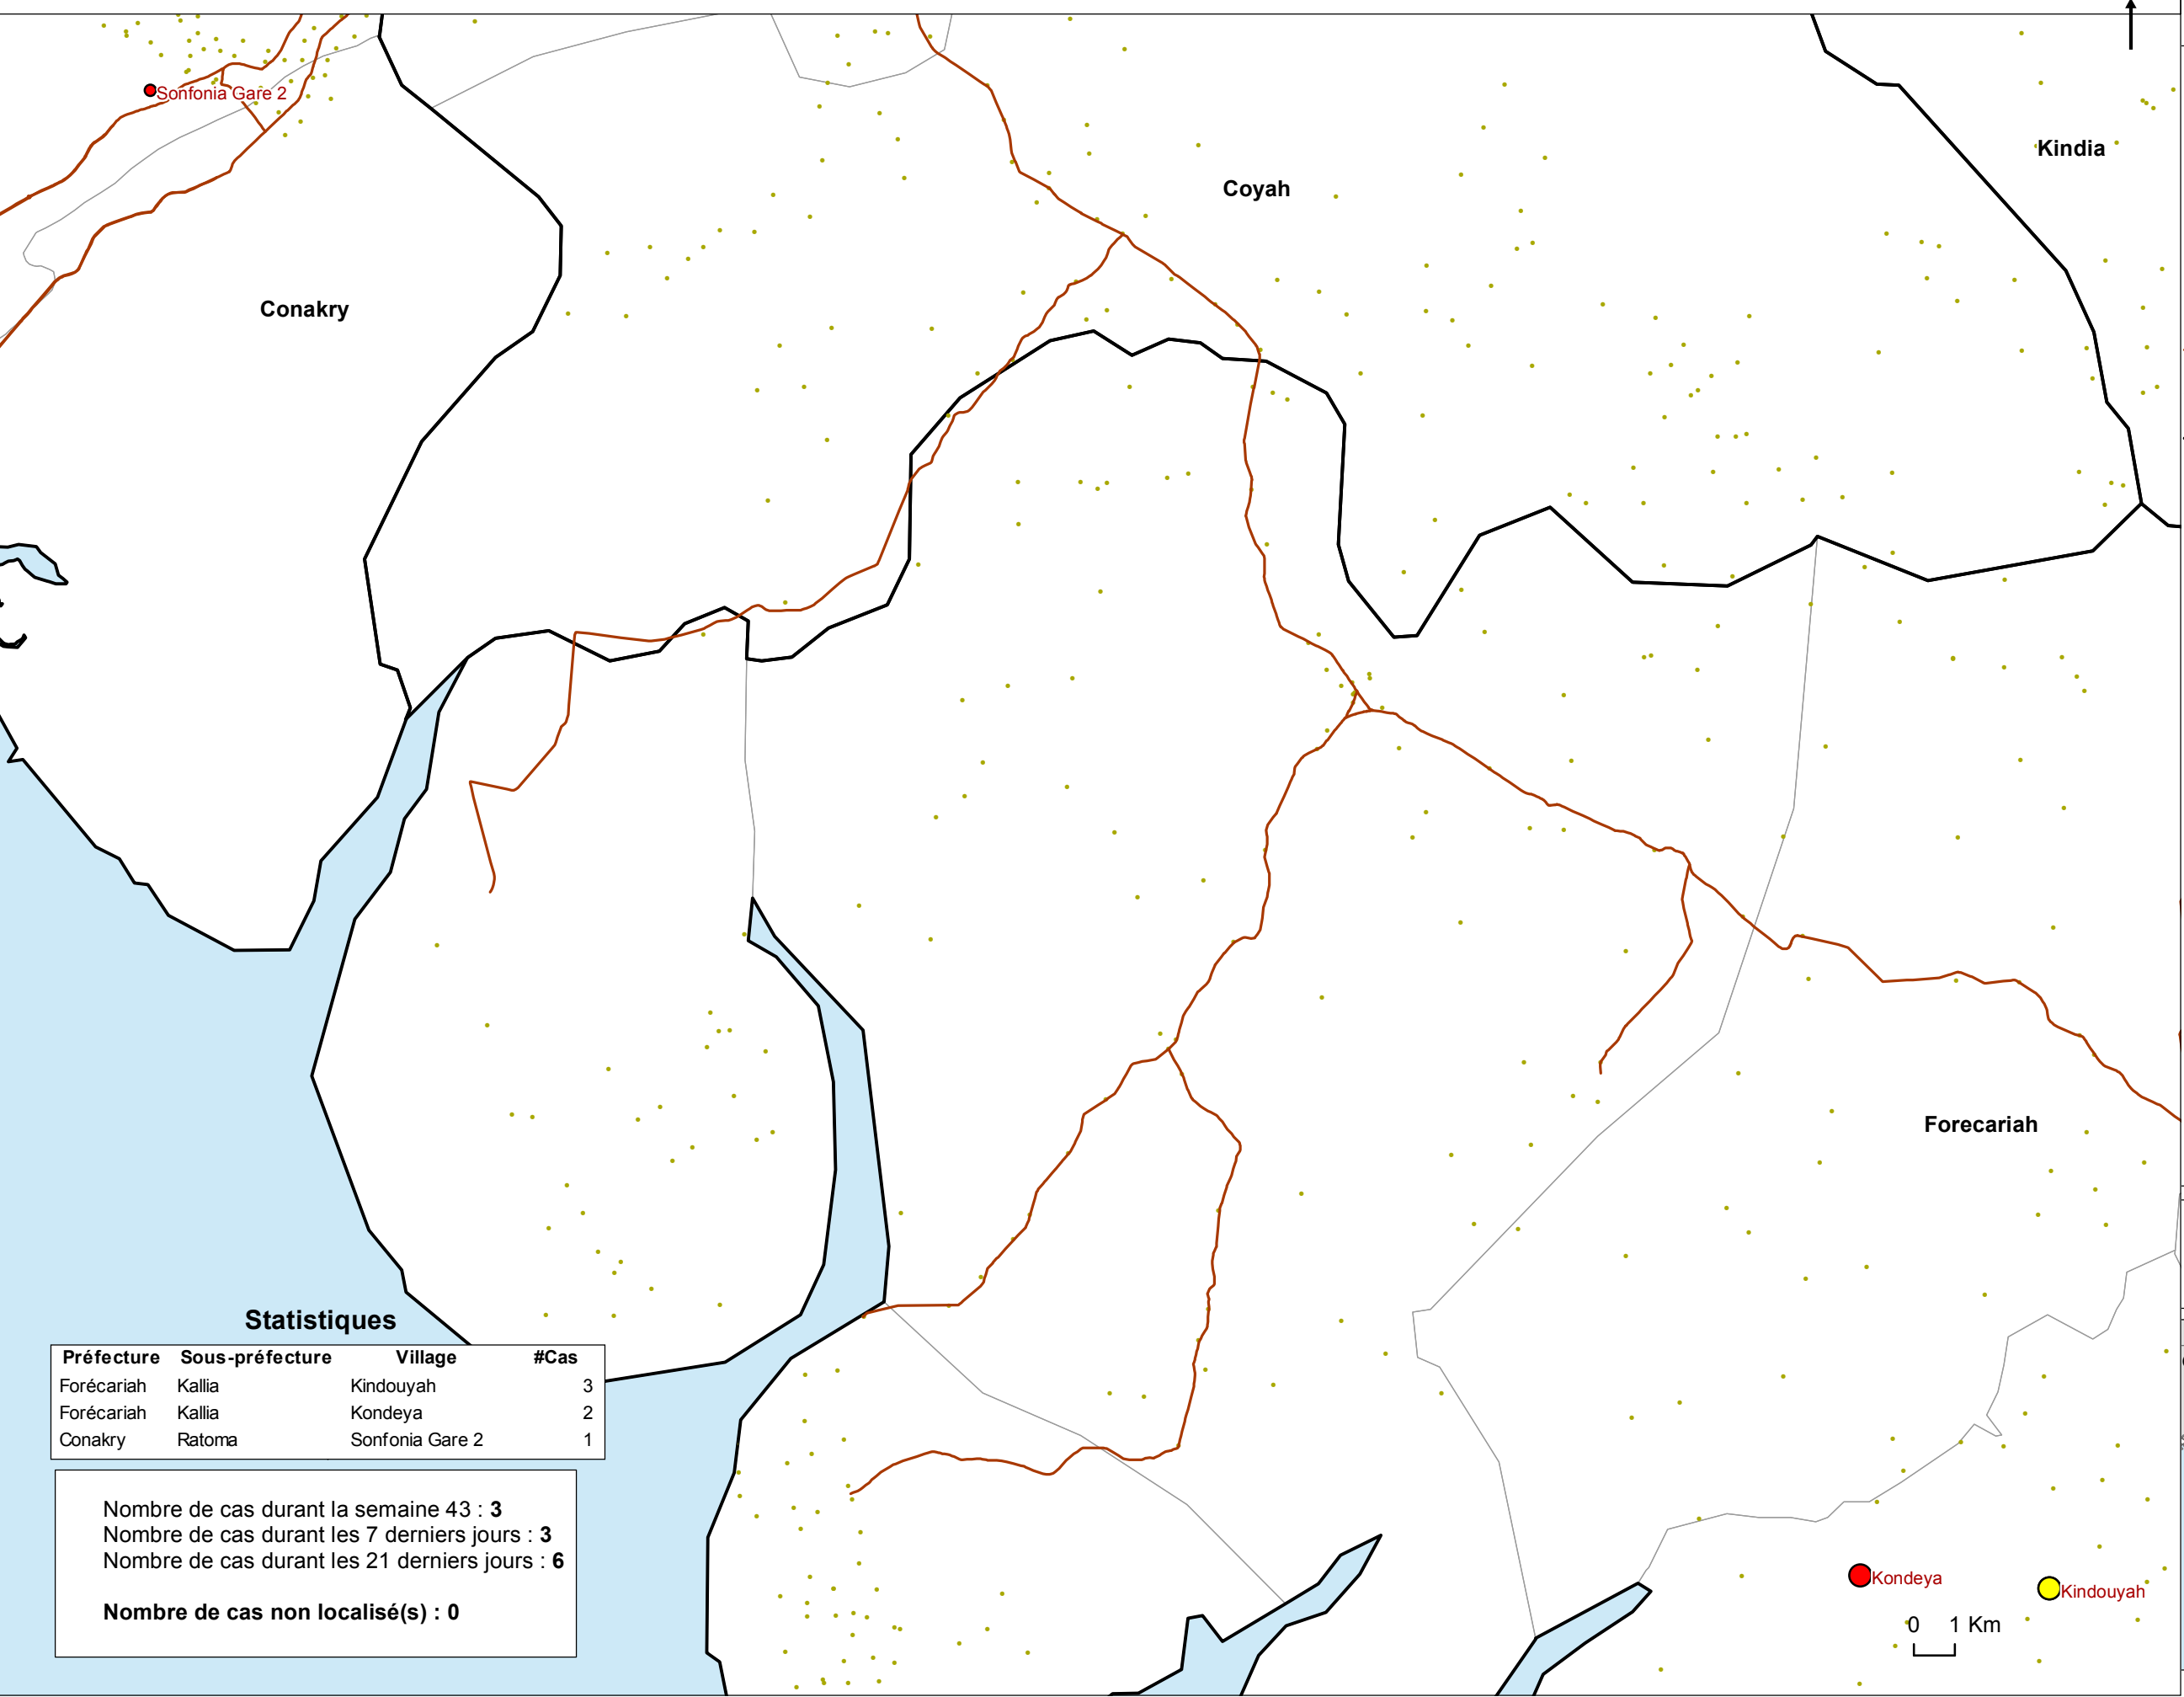 Sonfonia Gare 2
Kindia
Coyah
Conakry
Forecariah
Statistiques
Préfecture Sous-préfecture Village #Cas
Forécariah Kallia Kindouyah 3
Forécariah Kallia Kondeya 2
Conakry Ratoma Sonfonia Gare 2 1
Nombre de cas durant la semaine 43 : 3
Nombre de cas durant les 7 derniers jours : 3
Nombre de cas durant les 21 derniers jours : 6
Nombre de cas non localisé(s) : 0
Kondeya
Kindouyah
0 1 Km